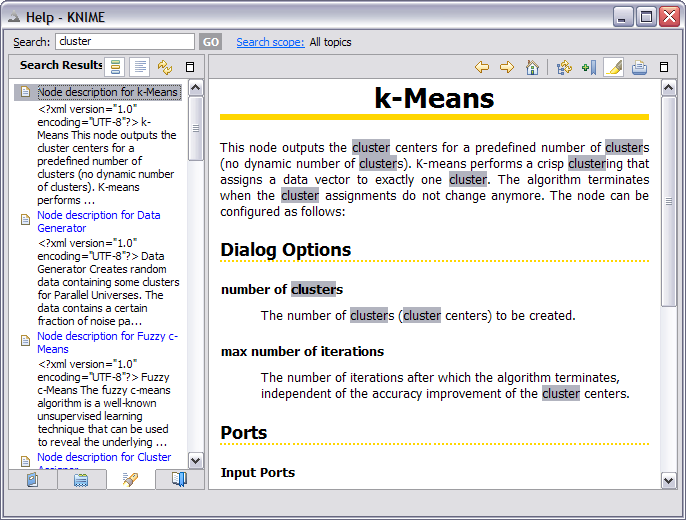 Help - KNIME
Search: cluster GO Search scope: All topics
Search Results
Node description for k-Means
<?xml version="1.0"
encoding="UTF-8"?> k-
Means This node outputs the
cluster centers for a
predefined number of
clusters (no dynamic number
of clusters). K-means
performs ...
Node description for Data
Generator
<?xml version="1.0"
encoding="UTF-8"?> Data
Generator Creates random
data containing some clusters
for Parallel Universes. The
data contains a certain
fraction of noise pa...
Node description for Fuzzy c-
Means
<?xml version="1.0"
encoding="UTF-8"?> Fuzzy
c-Means The fuzzy c-means
algorithm is a well-known
unsupervised learning
technique that can be used
to reveal the underlying ...
Node description for Cluster
k-Means
This node outputs the cluster centers for a predefined number of clusters
(no dynamic number of clusters). K-means performs a crisp clustering that
assigns a data vector to exactly one cluster. The algorithm terminates
when the cluster assignments do not change anymore. The node can be
configured as follows:
Dialog Options
number of clusters
The number of clusters (cluster centers) to be created.
max number of iterations
The number of iterations after which the algorithm terminates,
independent of the accuracy improvement of the cluster centers.
Ports
Input Ports